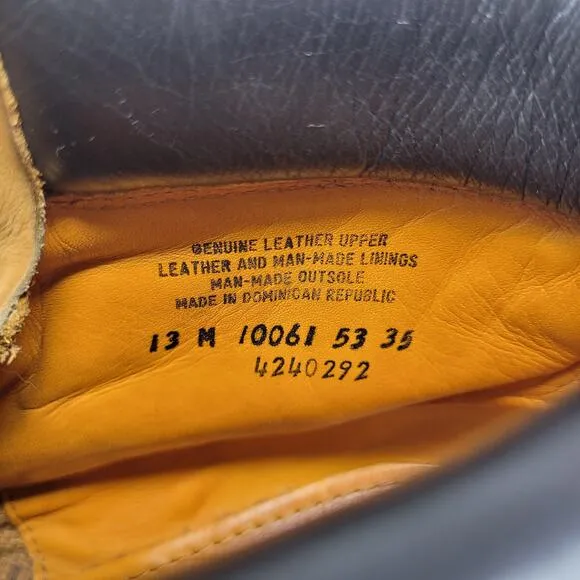 GENUINE LEATHER UPPER
LEATHER AND MAN-MADE LININGS
MAN-MADE OUTSOLE
MADE IN DOMINICAN REPUBLIC
13 M 10061 53 35
4240292